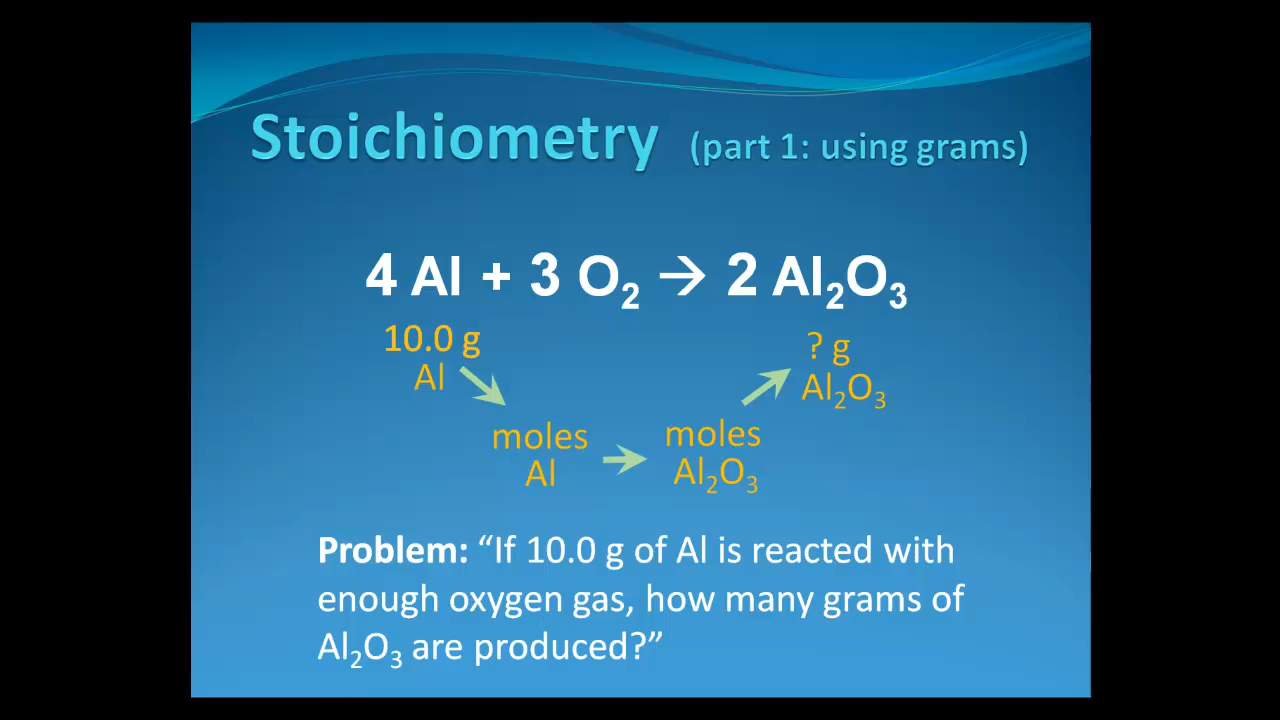 Stoichiometry (part 1: using grams)
4 Al + 3 O₂ → 2 Al₂O₃
10.0 g
Al
? g
Al₂O₃
moles
Al
moles
Al₂O₃
Problem: “If 10.0 g of Al is reacted with
enough oxygen gas, how many grams of
Al₂O₃ are produced?”